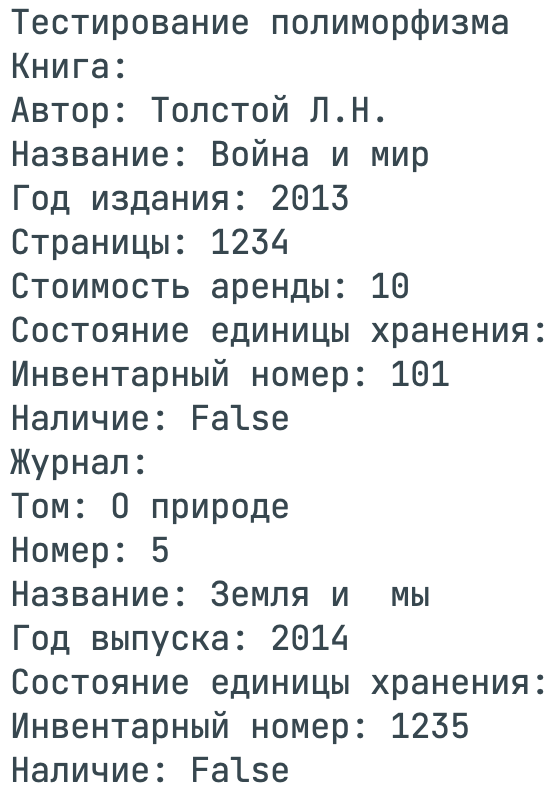 Тестирование полиморфизма
Книга:
Автор: Толстой Л.Н.
Название: Война и мир
Год издания: 2013
Страницы: 1234
Стоимость аренды: 10
Состояние единицы хранения:
Инвентарный номер: 101
Наличие: False
Журнал:
Том: О природе
Номер: 5
Название: Земля и  мы
Год выпуска: 2014
Состояние единицы хранения:
Инвентарный номер: 1235
Наличие: False